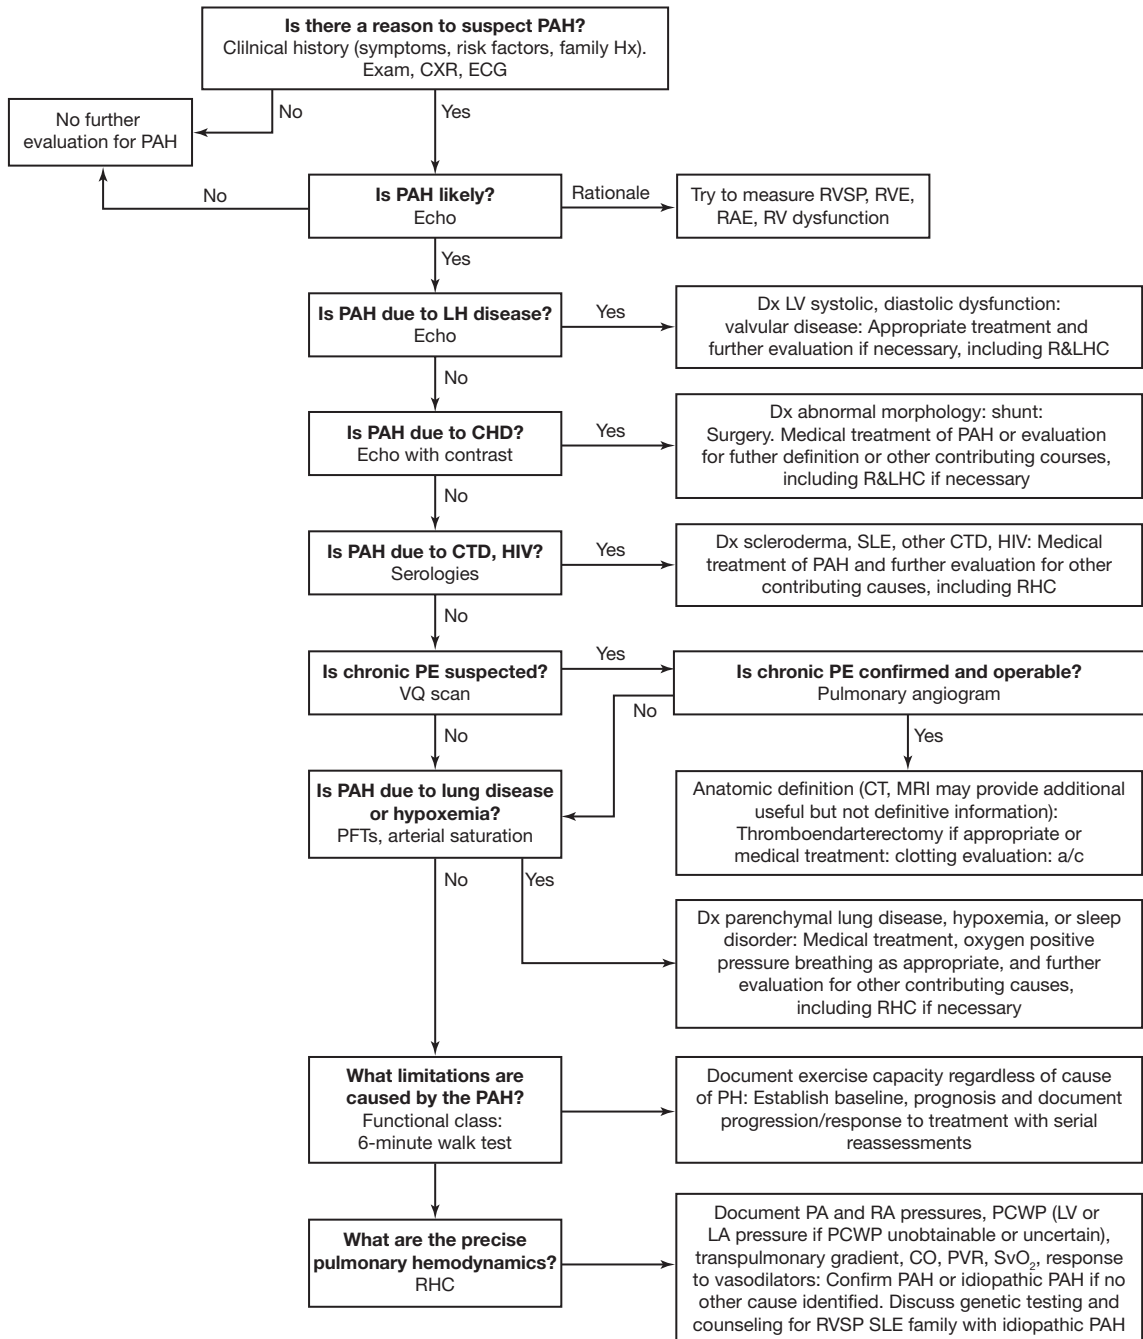 Is there a reason to suspect PAH?
Clilnical history (symptoms, risk factors, family Hx).
Exam, CXR, ECG
No
Yes
No further
evaluation for PAH
No
Is PAH likely?
Echo
Rationale
Try to measure RVSP, RVE,
RAE, RV dysfunction
Yes
Is PAH due to LH disease?
Echo
Yes
Dx LV systolic, diastolic dysfunction:
valvular disease: Appropriate treatment and
further evaluation if necessary, including R&LHC
No
Is PAH due to CHD?
Echo with contrast
Yes
Dx abnormal morphology: shunt:
Surgery. Medical treatment of PAH or evaluation
for futher definition or other contributing courses,
including R&LHC if necessary
No
Is PAH due to CTD, HIV?
Serologies
Yes
Dx scleroderma, SLE, other CTD, HIV: Medical
treatment of PAH and further evaluation for other
contributing causes, including RHC
No
Is chronic PE suspected?
VQ scan
Yes
Is chronic PE confirmed and operable?
Pulmonary angiogram
No
No
Yes
Is PAH due to lung disease
or hypoxemia?
PFTs, arterial saturation
Anatomic definition (CT, MRI may provide additional
useful but not definitive information):
Thromboendarterectomy if appropriate or
medical treatment: clotting evaluation: a/c
No
Yes
Dx parenchymal lung disease, hypoxemia, or sleep
disorder: Medical treatment, oxygen positive
pressure breathing as appropriate, and further
evaluation for other contributing causes,
including RHC if necessary
What limitations are
caused by the PAH?
Functional class:
6-minute walk test
Document exercise capacity regardless of cause
of PH: Establish baseline, prognosis and document
progression/response to treatment with serial
reassessments
What are the precise
pulmonary hemodynamics?
RHC
Document PA and RA pressures, PCWP (LV or
LA pressure if PCWP unobtainable or uncertain),
transpulmonary gradient, CO, PVR, SvO₂, response
to vasodilators: Confirm PAH or idiopathic PAH if no
other cause identified. Discuss genetic testing and
counseling for RVSP SLE family with idiopathic PAH